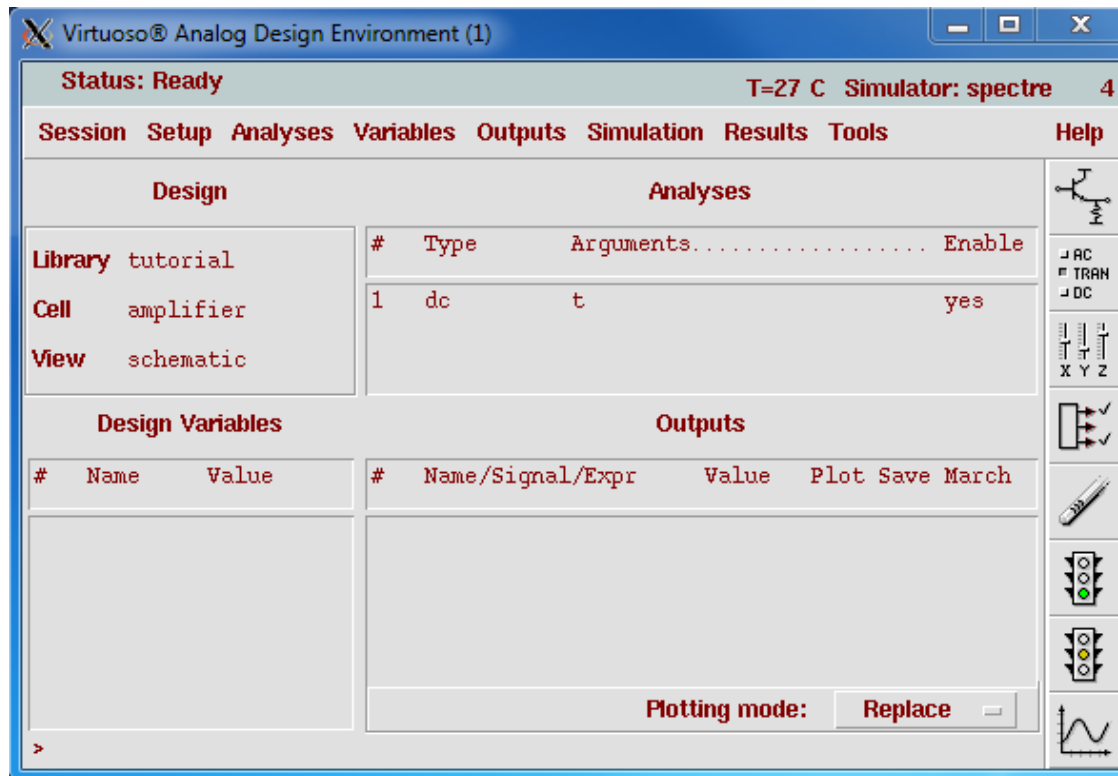 Virtuoso® Analog Design Environment (1)
Status: Ready T=27 C Simulator: spectre 4
Session Setup Analyses Variables Outputs Simulation Results Tools Help
Design
Library tutorial
Cell amplifier
View schematic
Analyses
# Type Arguments................... Enable
1 dc t yes
Design Variables
# Name Value
Outputs
# Name/Signal/Expr Value Plot Save March
Plotting mode: Replace
>
AC
TRAN
DC
X Y Z